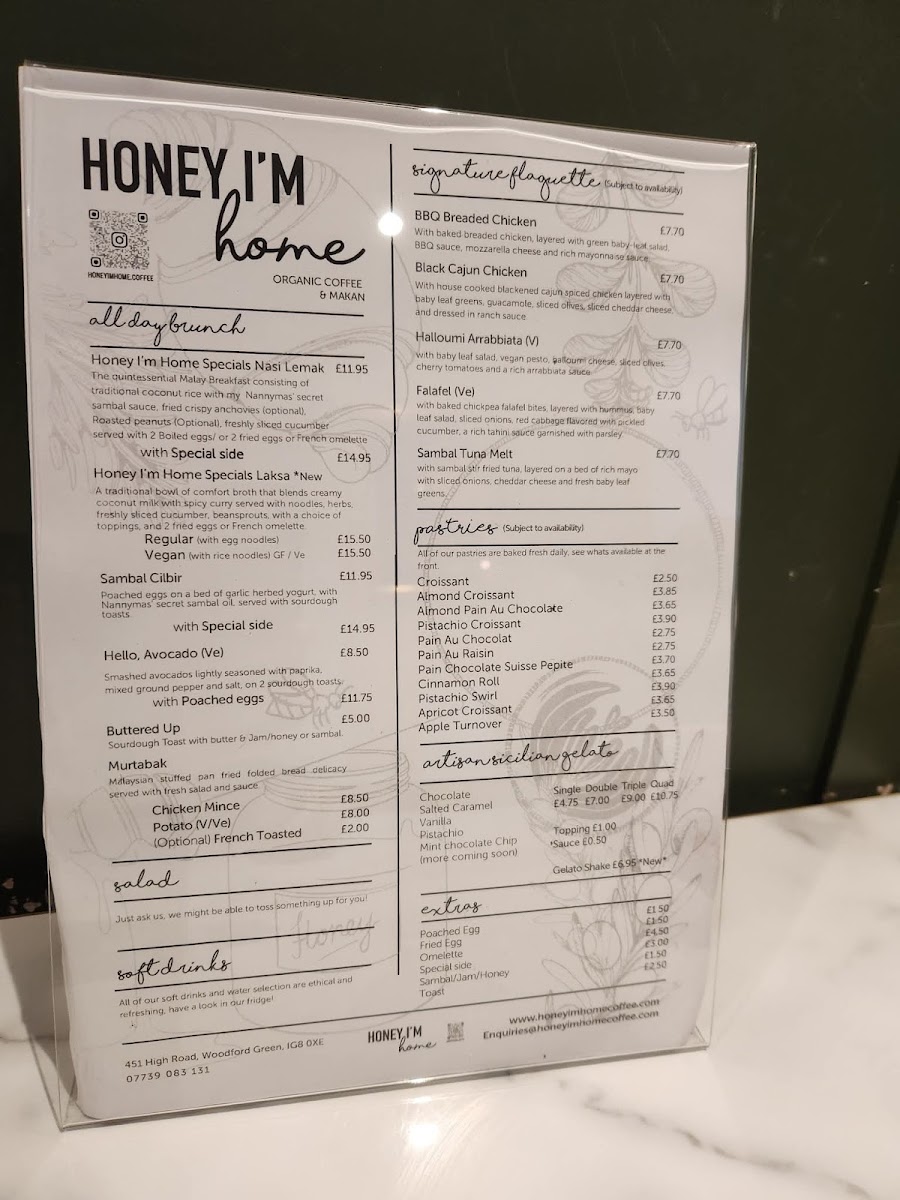 HONEY, I'M
home
HONEYIMHOME.COFFEE
ORGANIC COFFEE
& MAKAN
all day brunch
Honey I'm Home Specials Nasi Lemak £11.95
The quintessential Malay Breakfast consisting of
traditional coconut rice with my Nannymas' secret
sambal sauce, fried crispy anchovies (optional),
Roasted peanuts (Optional), freshly sliced cucumber
served with 2 Boiled eggs/ or 2 fried eggs or French omelette
with Special side £14.95
Honey I'm Home Specials Laksa *New
A traditional bowl of comfort broth that blends creamy
coconut milk with spicy curry served with noodles, herbs,
freshly sliced cucumber, beansprouts, with a choice of
toppings, and 2 fried eggs or French omelette.
Regular (with egg noodles) £15.50
Vegan (with rice noodles) GF / Ve £15.50
Sambal Cilbir £11.95
Poached eggs on a bed of garlic herbed yogurt, with
Nannymas' secret sambal oil, served with sourdough
toasts.
with Special side £14.95
Hello, Avocado (Ve) £8.50
Smashed avocados lightly seasoned with paprika,
mixed ground pepper and salt, on 2 sourdough toasts.
with Poached eggs £11.75
Buttered Up £5.00
Sourdough Toast with butter & Jam/honey or sambal.
Murtabak
Malaysian stuffed pan fried folded bread delicacy
served with fresh salad and sauce
Chicken Mince £8.50
Potato (V/Ve) £8.00
(Optional) French Toasted £2.00
salad
Just ask us, we might be able to toss something up for you!
soft drinks
All of our soft drinks and water selection are ethical and
refreshing, have a look in our fridge!
signature flaguette (Subject to availability)
BBQ Breaded Chicken £7.70
With baked breaded chicken, layered with green baby-leaf salad,
BBQ sauce, mozzarella cheese and rich mayonnaise sauce.
Black Cajun Chicken £7.70
With house cooked blackened cajun spiced chicken layered with
baby leaf greens, guacamole, sliced olives, sliced cheddar cheese,
and dressed in ranch sauce
Halloumi Arrabbiata (V) £7.70
with baby leaf salad, vegan pesto, galloumi cheese, sliced olives,
cherry tomatoes and a rich arrabbiata sauce.
Falafel (Ve) £7.70
with baked chickpea falafel bites, layered with hummus, baby
leaf salad, sliced onions, red cabbage flavored with pickled
cucumber, a rich tahini sauce garnished with parsley.
Sambal Tuna Melt £7.70
with sambal stir fried tuna, layered on a bed of rich mayo
with sliced onions, cheddar cheese and fresh baby leaf
greens.
pastries (Subject to availability)
All of our pastries are baked fresh daily, see whats available at the
front.
Croissant £2.50
Almond Croissant £3.85
Almond Pain Au Chocolate £3.65
Pistachio Croissant £3.90
Pain Au Chocolat £2.75
Pain Au Raisin £2.75
Pain Chocolate Suisse Pepite £3.70
Cinnamon Roll £3.65
Pistachio Swirl £3.90
Apricot Croissant £3.65
Apple Turnover £3.50
artisan sicilian gelato
Chocolate Single Double Triple Quad
Salted Caramel £4.75 £7.00 £9.00 £10.75
Vanilla
Pistachio Topping £1.00
Mint chocolate Chip *Sauce £0.50
(more coming soon)
Gelato Shake £6.95 *New*
extras
Poached Egg £1.50
Fried Egg £1.50
Omelette £4.50
Special side £3.00
Sambal/Jam/Honey £1.50
Toast £2.50
honey
451 High Road, Woodford Green, IG8 0XE
07739 083 131
HONEY, I'M
home
www.honeyimhomecoffee.com
Enquiries@honeyimhomecoffee.com